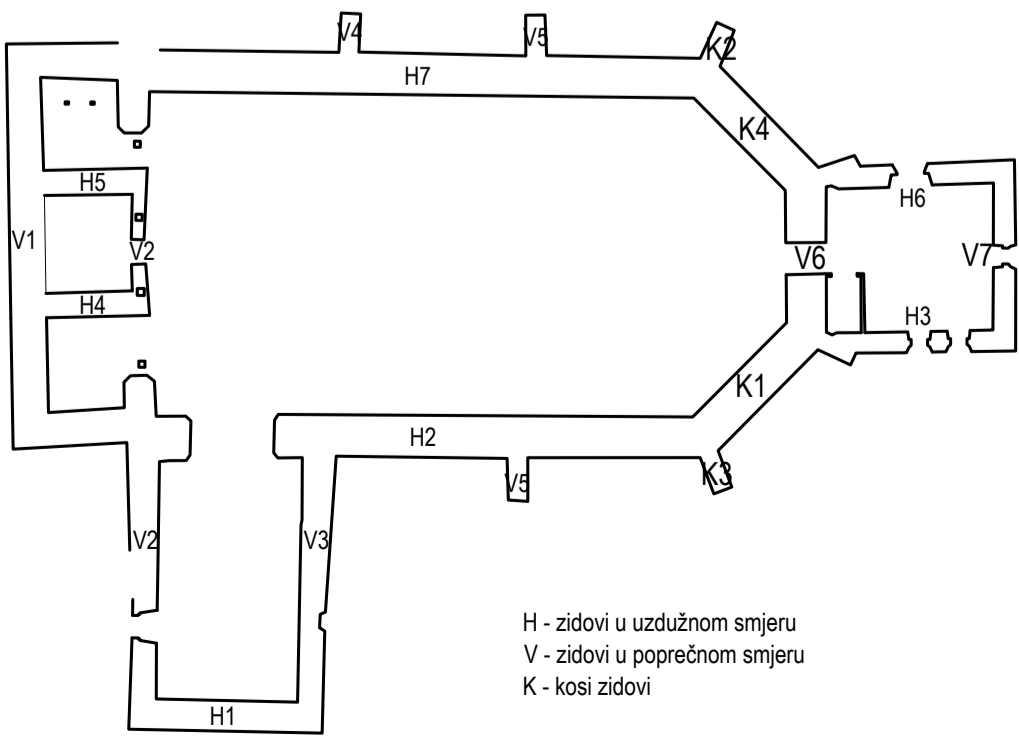 V4
V5
K2
H7
K4
H5
H6
V1
V2
V6
V7
H4
H3
K1
H2
V5
K3
V2
V3
H - zidovi u uzdužnom smjeru
V - zidovi u poprečnom smjeru
K - kosi zidovi
H1